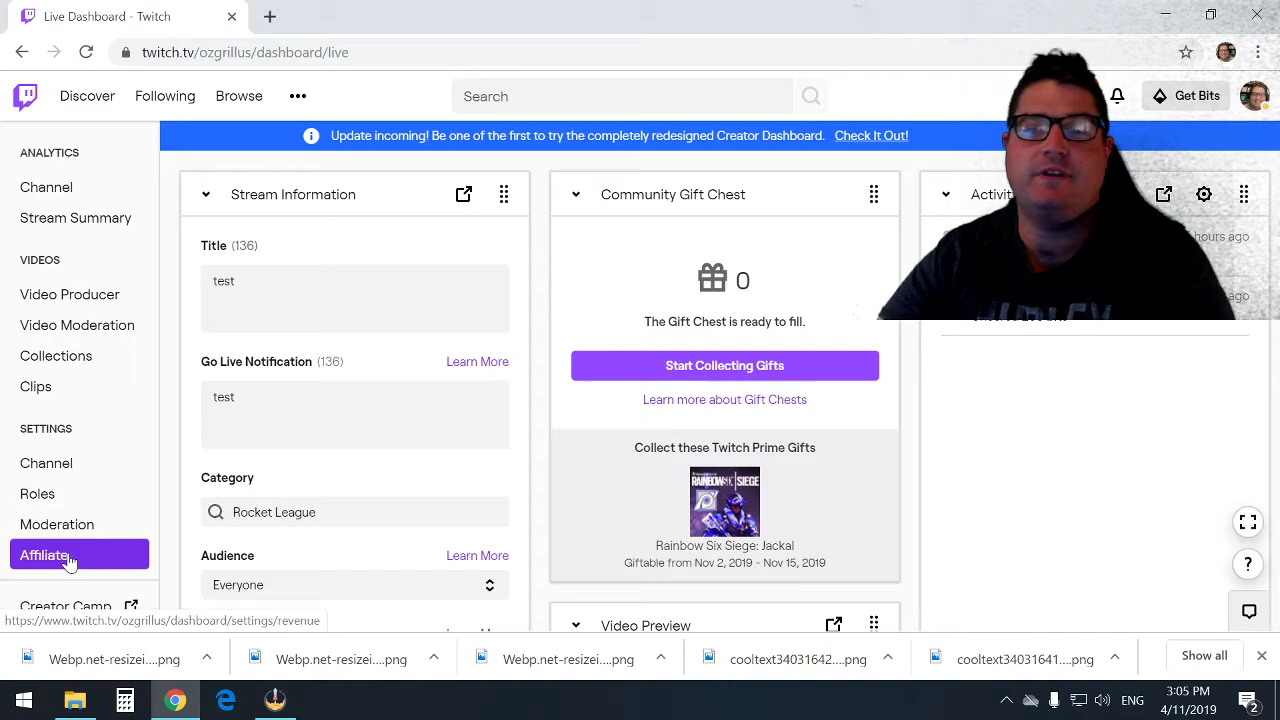 Live Dashboard - Twitch
twitch.tv/ozgrillus/dashboard/live
Discover
Following
Browse
Search
Get Bits
Update incoming! Be one of the first to try the completely redesigned Creator Dashboard. Check It Out!
ANALYTICS
Channel
Stream Summary
VIDEOS
Video Producer
Video Moderation
Collections
Clips
SETTINGS
Channel
Roles
Moderation
Affiliate
Creator Camp
https://www.twitch.tv/ozgrillus/dashboard/settings/revenue
Stream Information
Title (136)
test
Go Live Notification (136)
Learn More
test
Category
Rocket League
Audience
Learn More
Everyone
Community Gift Chest
0
The Gift Chest is ready to fill.
Start Collecting Gifts
Learn more about Gift Chests
Collect these Twitch Prime Gifts
RAINBOW SIX | SIEGE
Rainbow Six Siege: Jackal
Giftable from Nov 2, 2019 - Nov 15, 2019
Video Preview
hours ago
ago
Webp.net-resizei....png
Webp.net-resizei....png
Webp.net-resizei....png
cooltext34031642....png
cooltext34031641....png
Show all
ENG
3:05 PM
4/11/2019
2